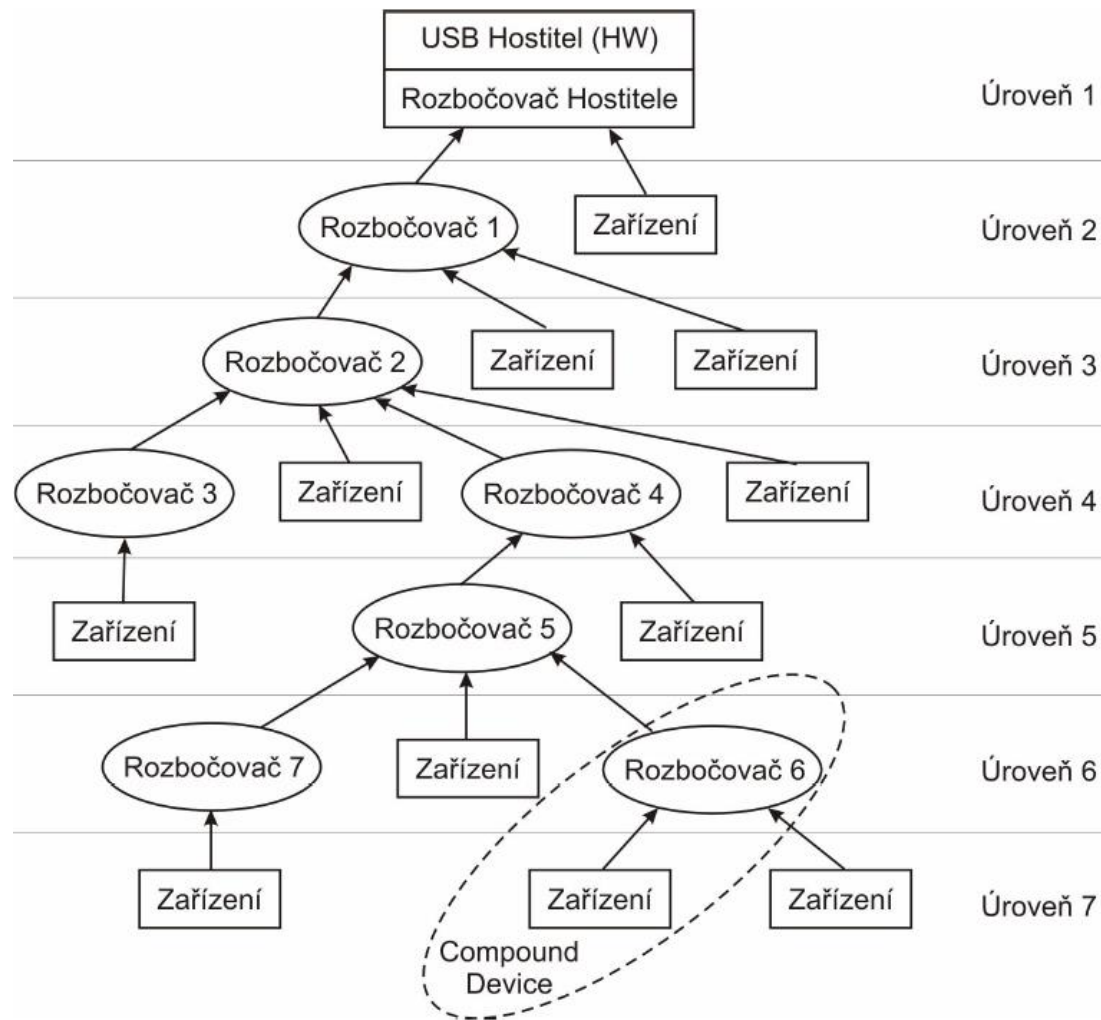 USB Hostitel (HW)
Rozbočovač Hostitele
Úroveň 1
Rozbočovač 1
Zařízení
Úroveň 2
Rozbočovač 2
Zařízení
Zařízení
Úroveň 3
Rozbočovač 3
Zařízení
Rozbočovač 4
Zařízení
Úroveň 4
Zařízení
Rozbočovač 5
Zařízení
Úroveň 5
Rozbočovač 7
Zařízení
Rozbočovač 6
Úroveň 6
Zařízení
Zařízení
Zařízení
Úroveň 7
Compound
Device